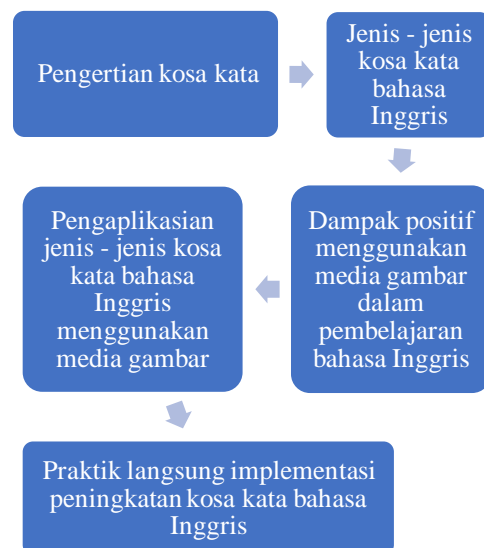 Pengertian kosa kata
Jenis - jenis
kosa kata
bahasa
Inggris
Dampak positif
menggunakan
media gambar
dalam
pembelajaran
bahasa Inggris
Pengaplikasian
jenis - jenis kosa
kata bahasa
Inggris
menggunakan
media gambar
Praktik langsung implementasi
peningkatan kosa kata bahasa
Inggris